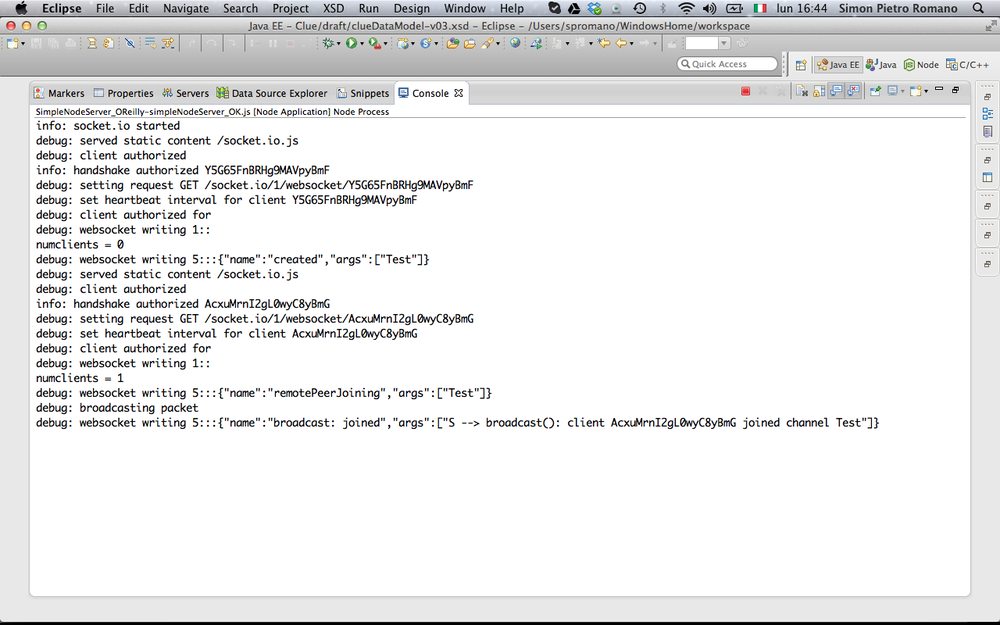 Eclipse File Edit Navigate Search Project XSD Run Design Window Help lun 16:44 Simon Pietro Romano
Java EE – Clue/draft/clueDataModel-v03.xsd – Eclipse – /Users/spromano/WindowsHome/workspace
Quick Access Java EE Java Node C/C++
Markers Properties Servers Data Source Explorer Snippets Console
SimpleNodeServer_OReilly-simpleNodeServer_OK.js [Node Application] Node Process
info: socket.io started
debug: served static content /socket.io.js
debug: client authorized
info: handshake authorized Y5G65FnBRHg9MAVpyBmF
debug: setting request GET /socket.io/1/websocket/Y5G65FnBRHg9MAVpyBmF
debug: set heartbeat interval for client Y5G65FnBRHg9MAVpyBmF
debug: client authorized for
debug: websocket writing 1::
numclients = 0
debug: websocket writing 5:::{"name":"created","args":["Test"]}
debug: served static content /socket.io.js
debug: client authorized
info: handshake authorized AcxuMrnI2gL0wyC8yBmG
debug: setting request GET /socket.io/1/websocket/AcxuMrnI2gL0wyC8yBmG
debug: set heartbeat interval for client AcxuMrnI2gL0wyC8yBmG
debug: client authorized for
debug: websocket writing 1::
numclients = 1
debug: websocket writing 5:::{"name":"remotePeerJoining","args":["Test"]}
debug: broadcasting packet
debug: websocket writing 5:::{"name":"broadcast: joined","args":["S --> broadcast(): client AcxuMrnI2gL0wyC8yBmG joined channel Test"]}